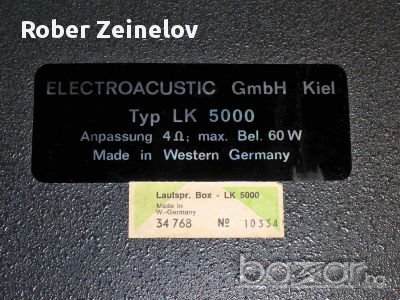 Rober Zeinelov
ELECTROACUSTIC GmbH Kiel
Typ LK 5000
Anpassung 4Ω; max. Bel. 60 W
Made in Western Germany
Lautspr. Box - LK 5000
Made in
W.-Germany
34 768 № 10334
bazar.bg